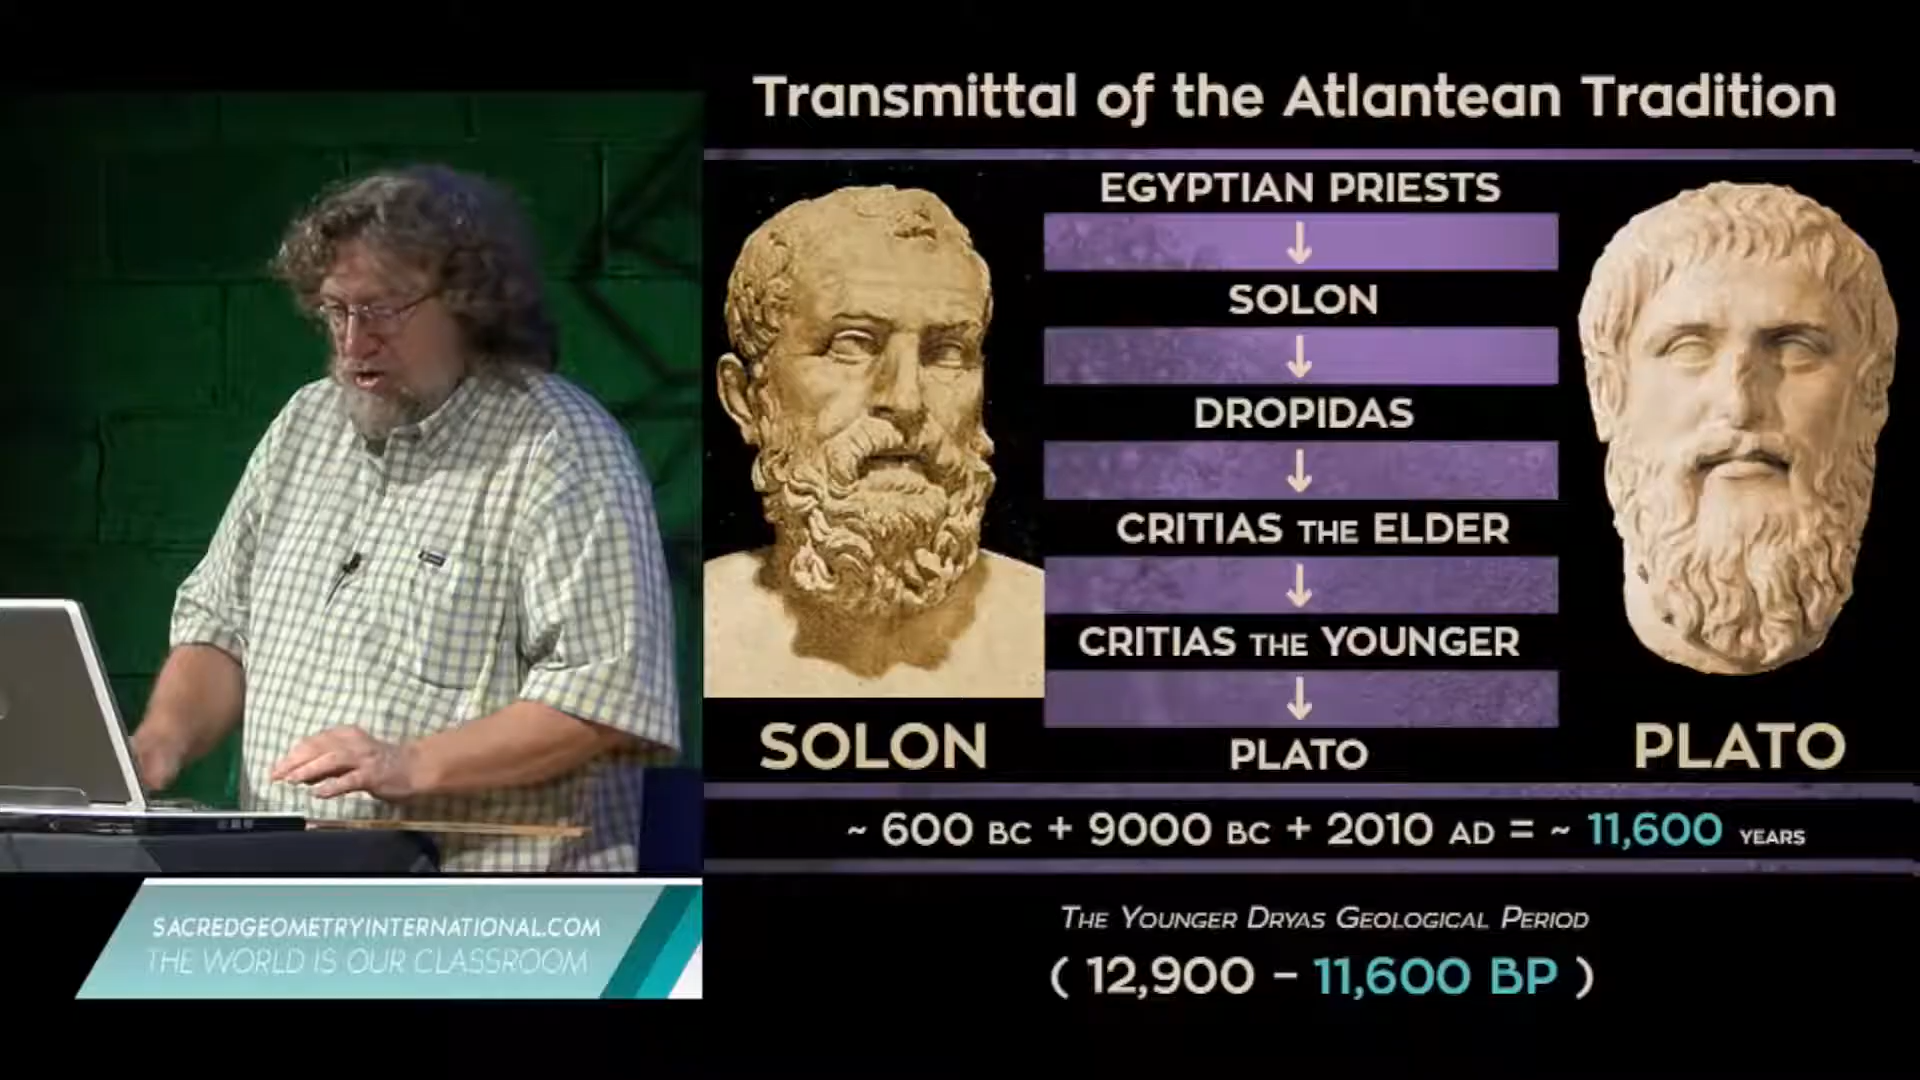 Transmittal of the Atlantean Tradition
EGYPTIAN PRIESTS
↓
SOLON
↓
DROPIDAS
↓
CRITIAS THE ELDER
↓
CRITIAS THE YOUNGER
↓
PLATO
SOLON
PLATO
~ 600 BC + 9000 BC + 2010 AD = ~ 11,600 YEARS
THE YOUNGER DRYAS GEOLOGICAL PERIOD
( 12,900 – 11,600 BP )
SACREDGEOMETRYINTERNATIONAL.COM
THE WORLD IS OUR CLASSROOM